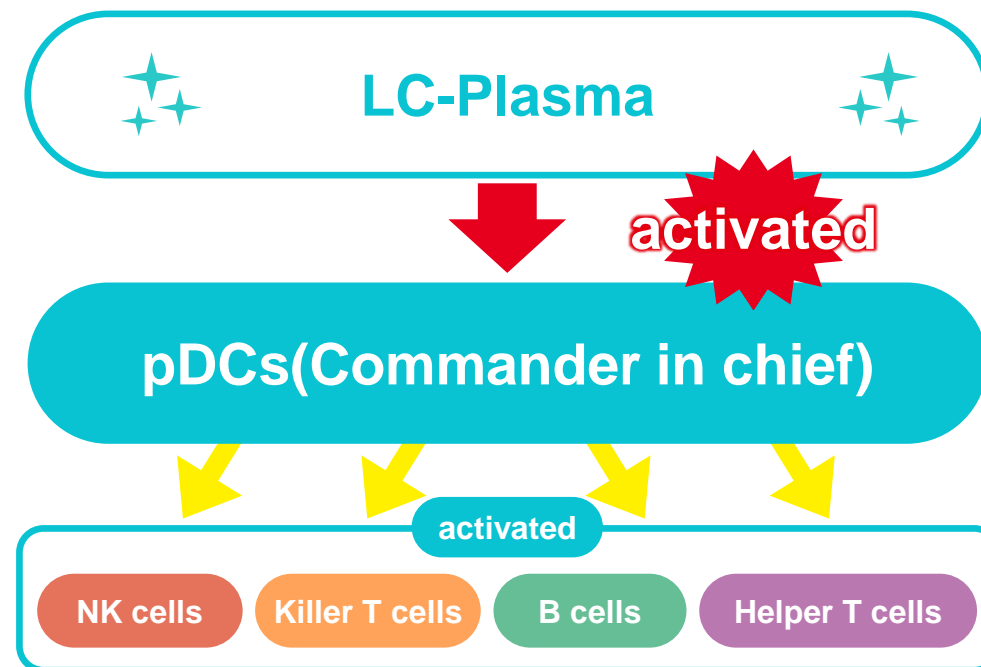 LC-Plasma
activated
pDCs(Commander in chief)
activated
NK cells
Killer T cells
B cells
Helper T cells